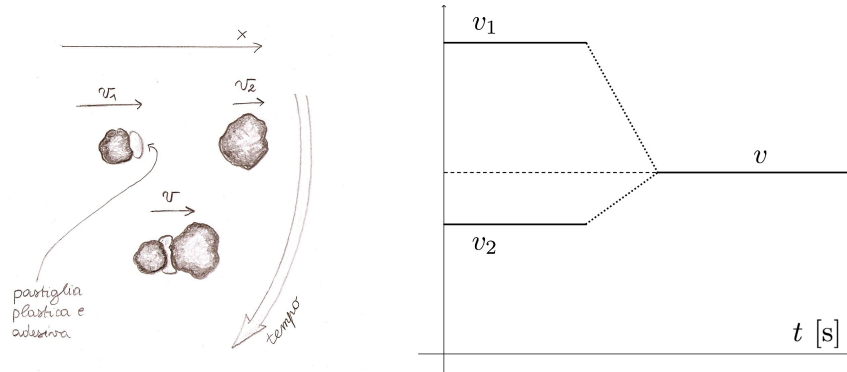 x
v₁
v₂
v
pastiglia
plastica e
adesiva
tempo
v₁
v₂
v
t [s]